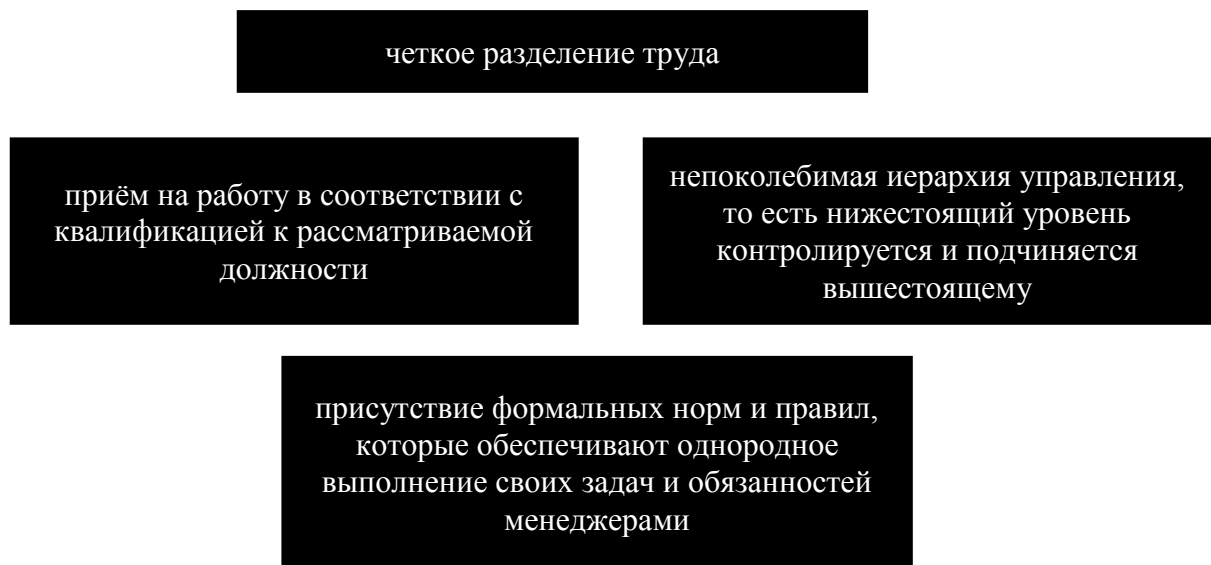 четкое разделение труда
приём на работу в соответствии с
квалификацией к рассматриваемой
должности
непоколебимая иерархия управления,
то есть нижестоящий уровень
контролируется и подчиняется
вышестоящему
присутствие формальных норм и правил,
которые обеспечивают однородное
выполнение своих задач и обязанностей
менеджерами